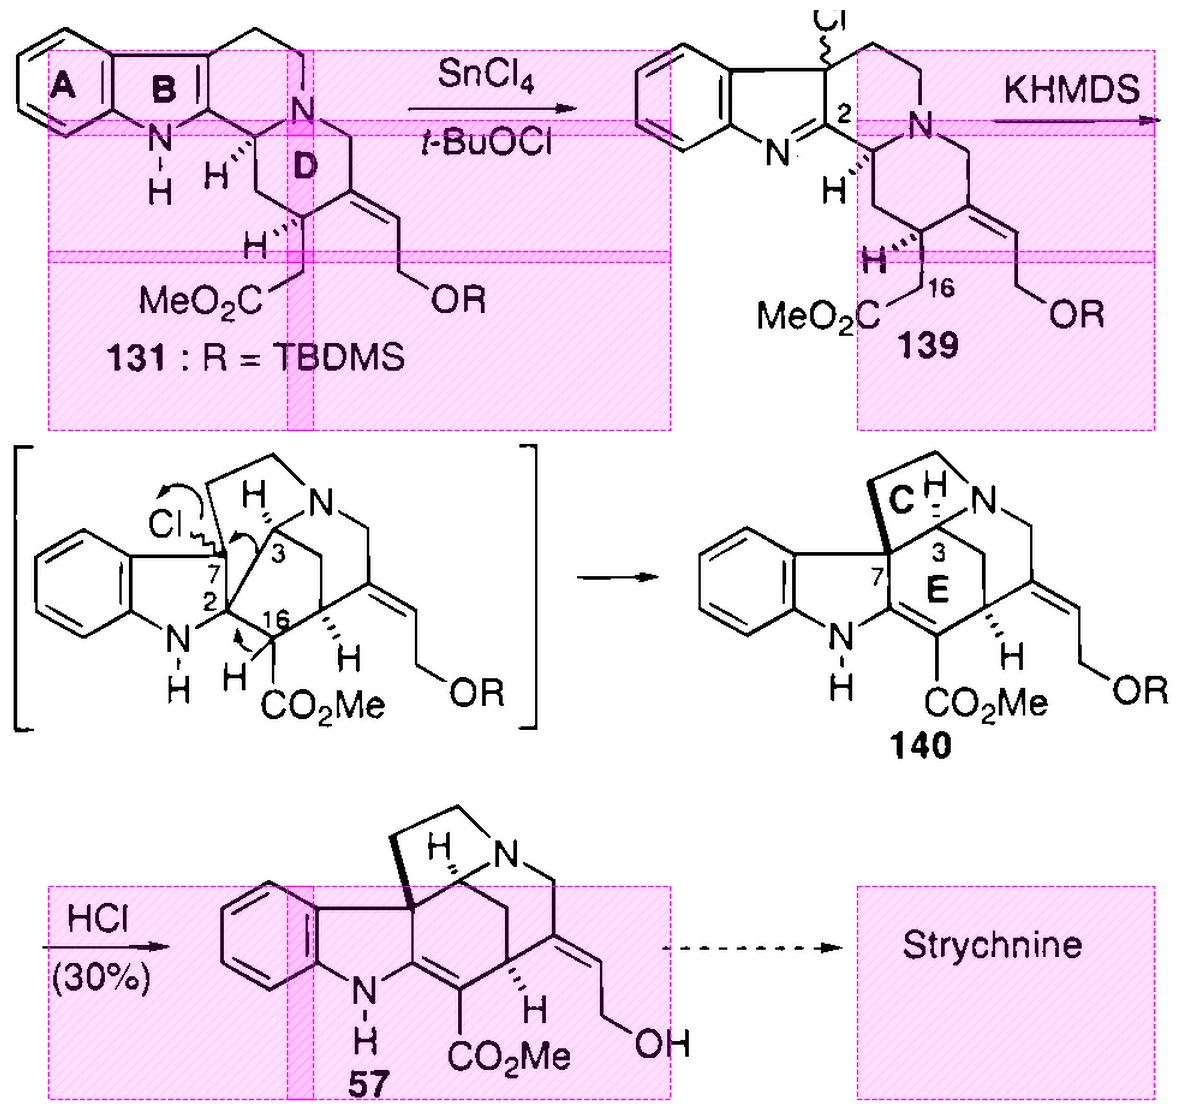 Cl
A
B
N
H
H
N
D
H
MeO₂C
OR
131 : R = TBDMS
SnCl₄
t-BuOCl
2
N
N
H
H
16
MeO₂C
OR
139
KHMDS
H
N
Cl
3
7
2
16
N
H
H
H
CO₂Me
OR
C
H
N
3
7
E
N
H
H
CO₂Me
OR
140
HCl
(30%)
H
N
N
H
H
CO₂Me
OH
57
Strychnine